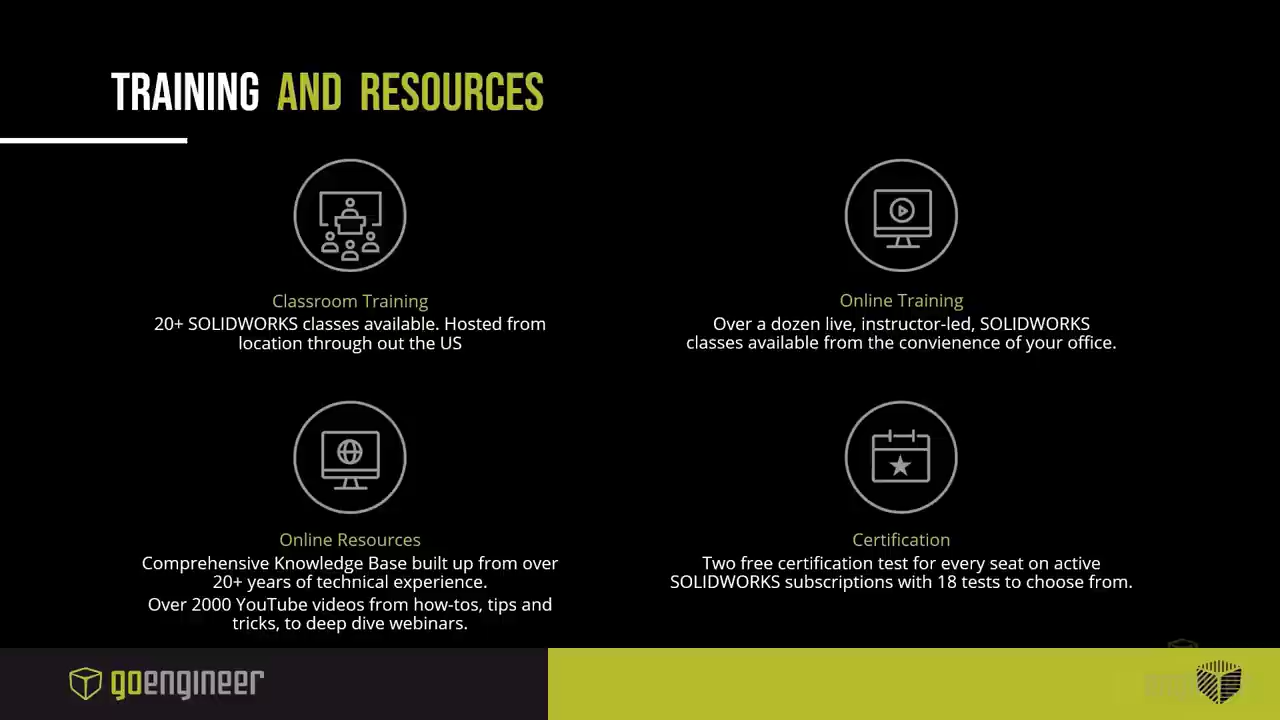 TRAINING AND RESOURCES
Classroom Training
20+ SOLIDWORKS classes available. Hosted from
location through out the US
Online Training
Over a dozen live, instructor-led, SOLIDWORKS
classes available from the convienence of your office.
Online Resources
Comprehensive Knowledge Base built up from over
20+ years of technical experience.
Over 2000 YouTube videos from how-tos, tips and
tricks, to deep dive webinars.
Certification
Two free certification test for every seat on active
SOLIDWORKS subscriptions with 18 tests to choose from.
goengineer